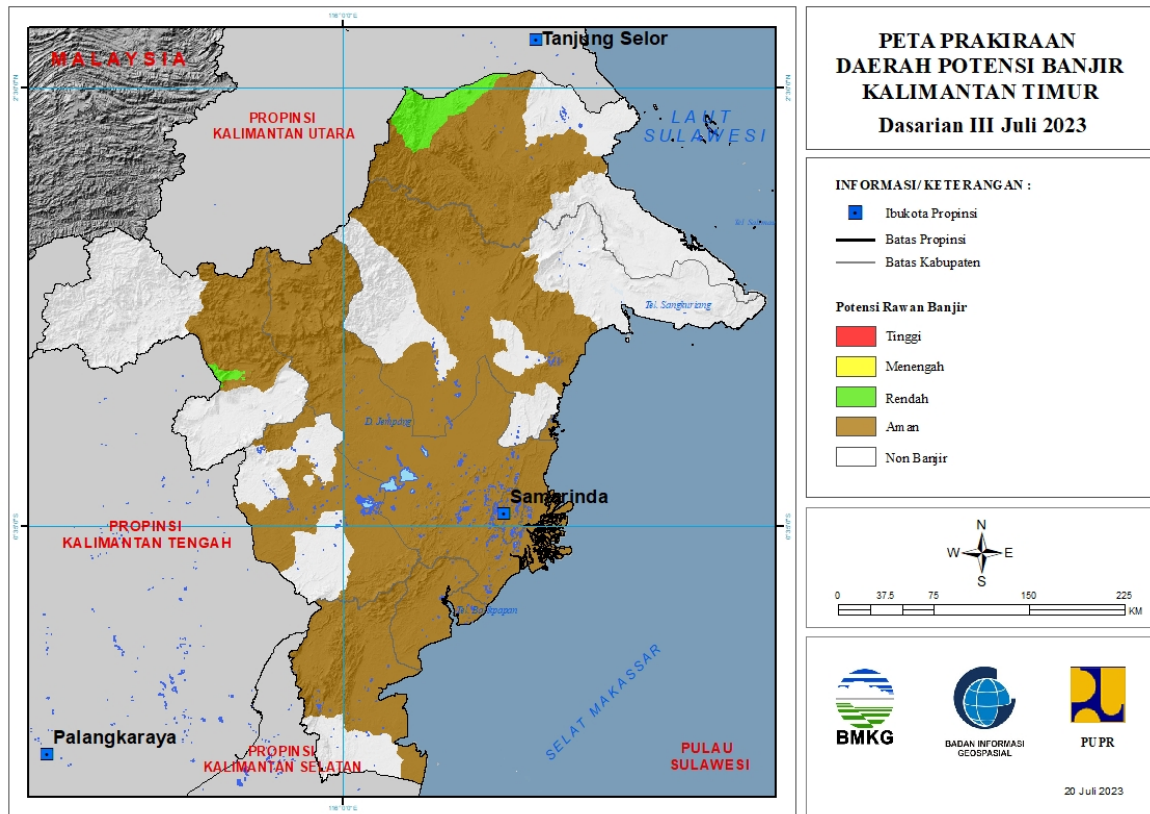 Tanjung Selor
MALAYSIA
PROPINSI
KALIMANTAN UTARA
LAUT
SULAWESI
Tel. Sangkuriang
D. Jempang
Samarinda
PROPINSI
KALIMANTAN TENGAH
SELAT MAKASSAR
Palangkaraya
PROPINSI
KALIMANTAN SELATAN
PULAU
SULAWESI
PETA PRAKIRAAN
DAERAH POTENSI BANJIR
KALIMANTAN TIMUR
Dasarian III Juli 2023
INFORMASI/KETERANGAN :
Ibukota Propinsi
Batas Propinsi
Batas Kabupaten
Potensi Rawan Banjir
Tinggi
Menengah
Rendah
Aman
Non Banjir
N
W E
S
0 37.5 75 150 225
KM
BMKG
BADAN INFORMASI
GEOSPASIAL
PUPR
20 Juli 2023